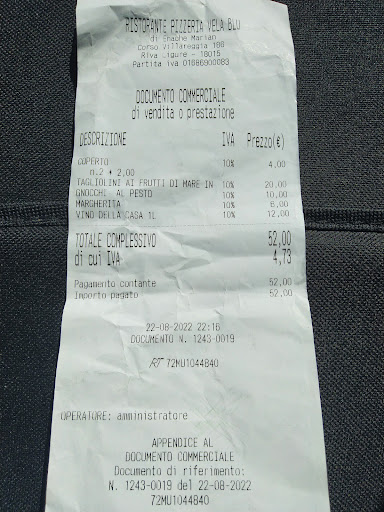 RISTORANTE PIZZERIA VELA BLU
di Enache Marian
Corso Villareggia 180
Riva Ligure - 18015
Partita iva 01686900083
DOCUMENTO COMMERCIALE
di vendita o prestazione
DESCRIZIONE IVA Prezzo(€)
COPERTO 10% 4,00
n.2 * 2,00
TAGLIOLINI AI FRUTTI DI MARE IN 10% 20,00
GNOCCHI AL PESTO 10% 10,00
MARGHERITA 10% 6,00
VINO DELLA CASA 1L 10% 12,00
TOTALE COMPLESSIVO 52,00
di cui IVA 4,73
Pagamento contante 52,00
Importo pagato 52,00
22-08-2022 22:16
DOCUMENTO N. 1243-0019
RT 72MU1044840
OPERATORE: amministratore
APPENDICE AL
DOCUMENTO COMMERCIALE
Documento di riferimento:
N. 1243-0019 del 22-08-2022
72MU1044840